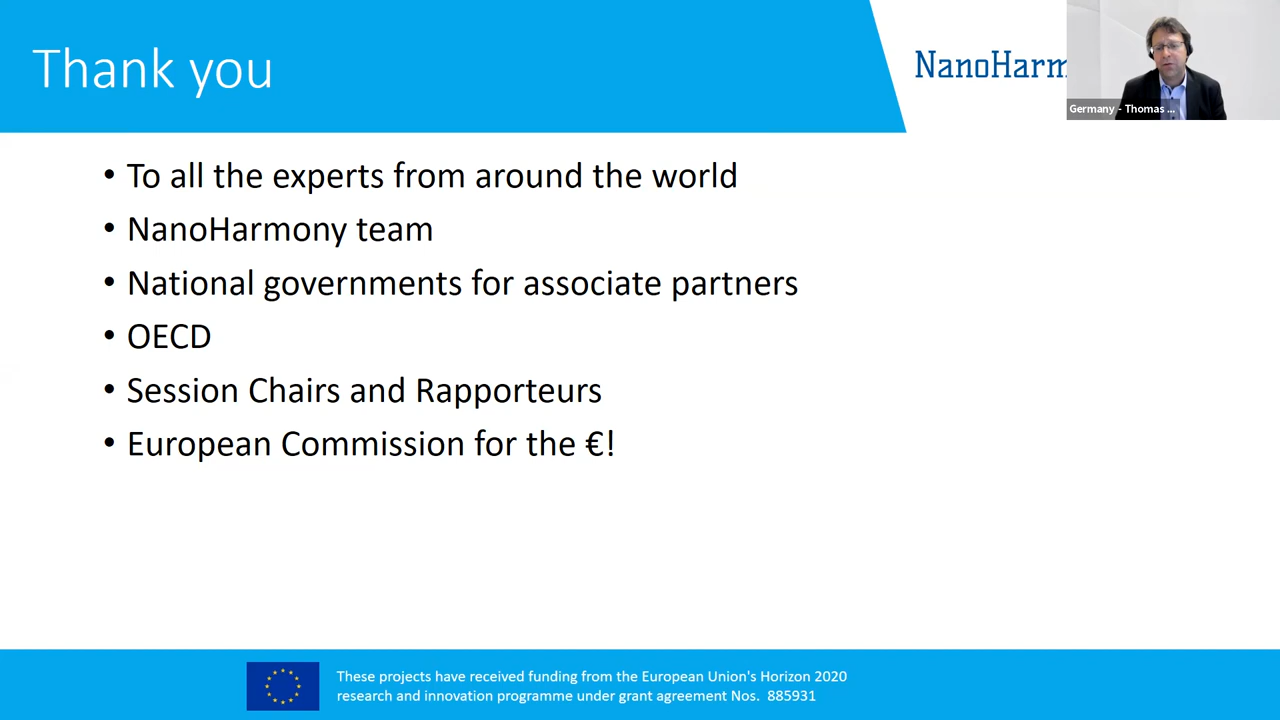 Thank you
NanoHarm
Germany - Thomas ...
• To all the experts from around the world
• NanoHarmony team
• National governments for associate partners
• OECD
• Session Chairs and Rapporteurs
• European Commission for the €!
These projects have received funding from the European Union's Horizon 2020
research and innovation programme under grant agreement Nos. 885931